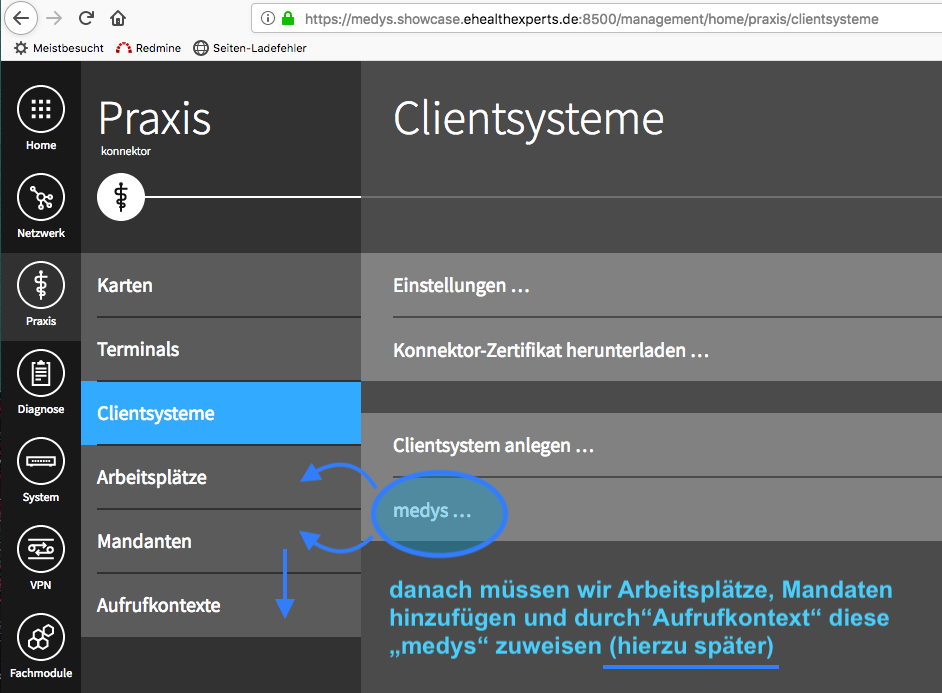 https://medys.showcase.ehealthexperts.de:8500/management/home/praxis/clientsysteme
Meistbesucht Redmine Seiten-Ladefehler
Home
Netzwerk
Praxis
Diagnose
System
VPN
Fachmodule
Praxis
konnektor
Karten
Terminals
Clientsysteme
Arbeitsplätze
Mandanten
Aufrufkontexte
Clientsysteme
Einstellungen …
Konnektor-Zertifikat herunterladen …
Clientsystem anlegen …
medys …
danach müssen wir Arbeitsplätze, Mandaten
hinzufügen und durch“Aufrufkontext“ diese
„medys“ zuweisen (hierzu später)